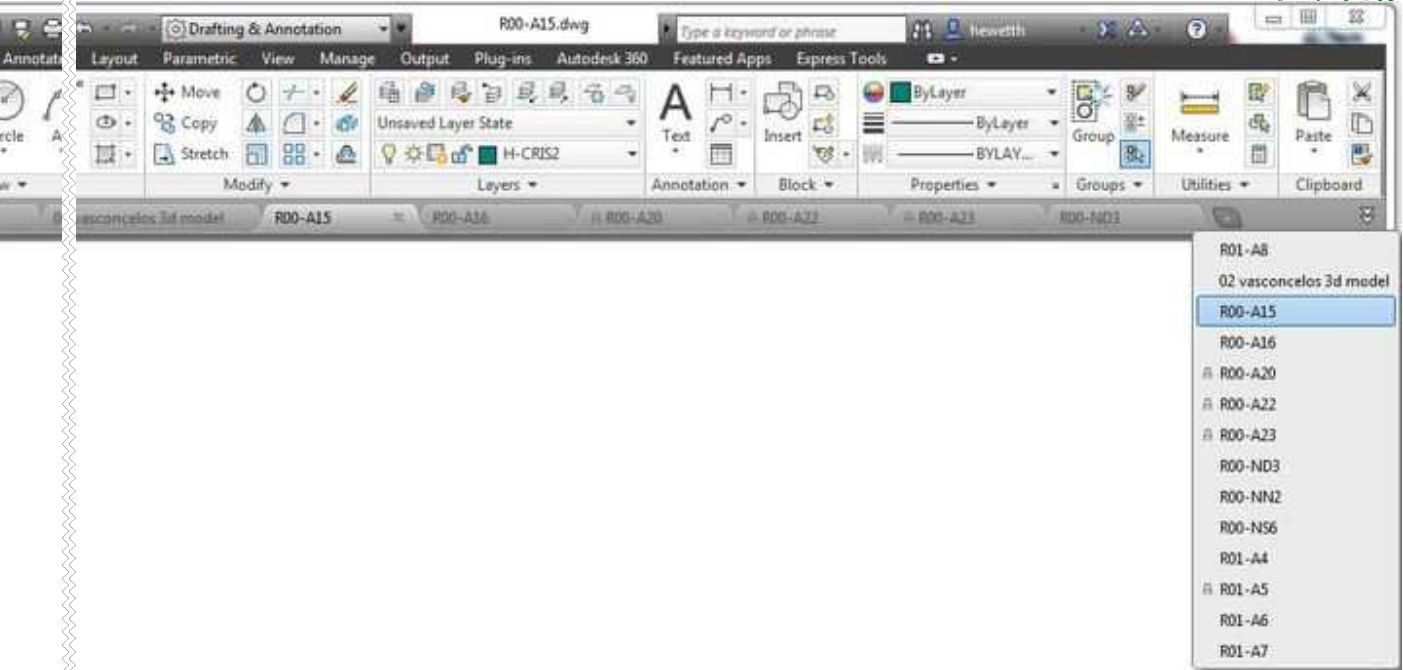 Drafting & Annotation R00-A15.dwg Type a keyword or phrase hewetth
Layout Parametric View Manage Output Plug-ins Autodesk 360 Featured Apps Express Tools
Move ByLayer
Copy Unsaved Layer State Text Insert ByLayer Group Measure Paste
Stretch H-CRIS2 BYLAY...
Modify Layers Annotation Block Properties Groups Utilities Clipboard
vasconcelos 3d model R00-A15 R00-A16 R00-A20 R00-A22 R00-A23 R00-ND3
R01-A8
02 vasconcelos 3d model
R00-A15
R00-A16
R00-A20
R00-A22
R00-A23
R00-ND3
R00-NN2
R00-NS6
R01-A4
R01-A5
R01-A6
R01-A7